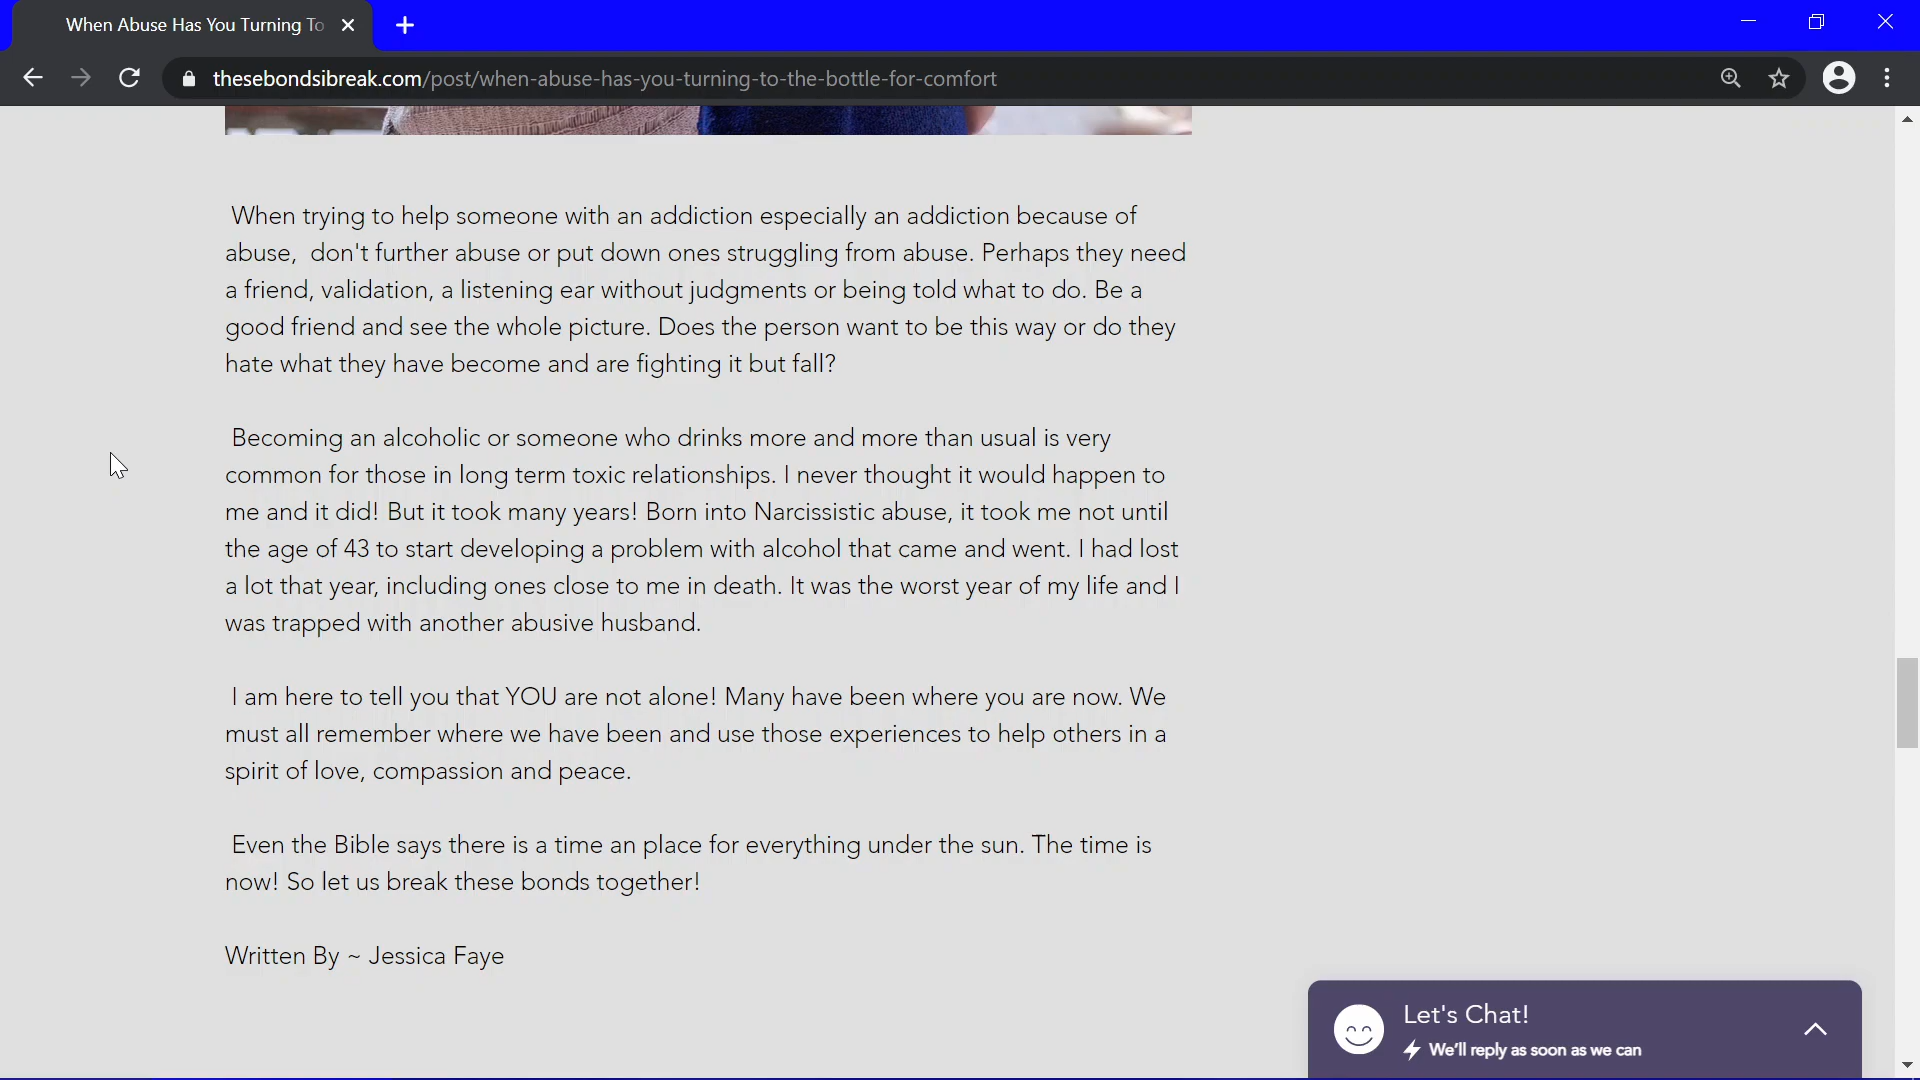 When Abuse Has You Turning To
thesebondsibreak.com/post/when-abuse-has-you-turning-to-the-bottle-for-comfort
When trying to help someone with an addiction especially an addiction because of
abuse,  don't further abuse or put down ones struggling from abuse. Perhaps they need
a friend, validation, a listening ear without judgments or being told what to do. Be a
good friend and see the whole picture. Does the person want to be this way or do they
hate what they have become and are fighting it but fall?
Becoming an alcoholic or someone who drinks more and more than usual is very
common for those in long term toxic relationships. I never thought it would happen to
me and it did! But it took many years! Born into Narcissistic abuse, it took me not until
the age of 43 to start developing a problem with alcohol that came and went. I had lost
a lot that year, including ones close to me in death. It was the worst year of my life and I
was trapped with another abusive husband.
I am here to tell you that YOU are not alone! Many have been where you are now. We
must all remember where we have been and use those experiences to help others in a
spirit of love, compassion and peace.
Even the Bible says there is a time an place for everything under the sun. The time is
now! So let us break these bonds together!
Written By ~ Jessica Faye
Let's Chat!
We'll reply as soon as we can